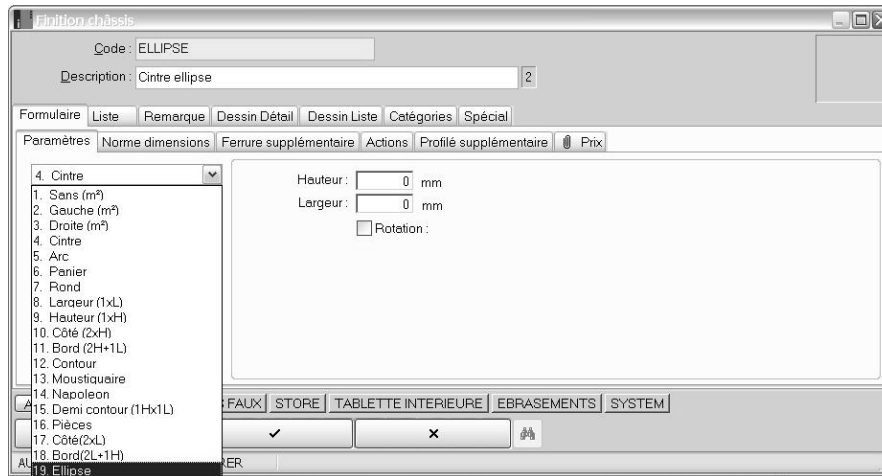 Finition châssis
Code : ELLIPSE
Description : Cintre ellipse 2
Formulaire Liste Remarque Dessin Détail Dessin Liste Catégories Spécial
Paramètres Norme dimensions Ferrure supplémentaire Actions Profilé supplémentaire Prix
4. Cintre
Hauteur : 0 mm
Largeur : 0 mm
Rotation :
1. Sans (m²)
2. Gauche (m²)
3. Droite (m²)
4. Cintre
5. Arc
6. Panier
7. Rond
8. Largeur (1xL)
9. Hauteur (1xH)
10. Côté (2xH)
11. Bord (2H+1L)
12. Contour
13. Moustiquaire
14. Napoleon
15. Demi contour (1Hx1L)
16. Pièces
17. Côté(2xL)
18. Bord(2L+1H)
19. Ellipse
FAUX STORE TABLETTE INTERIEURE EBRASEMENTS SYSTEM